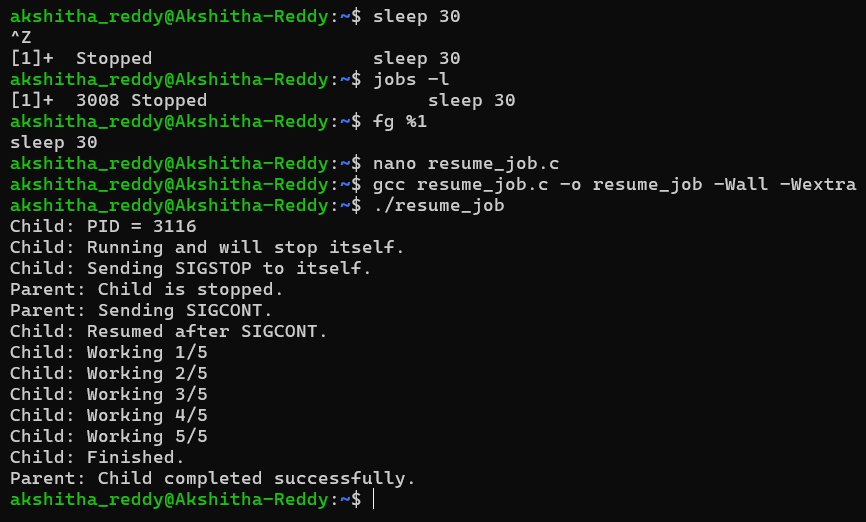 akshitha_reddy@Akshitha-Reddy:~$ sleep 30
^Z
[1]+  Stopped                    sleep 30
akshitha_reddy@Akshitha-Reddy:~$ jobs -l
[1]+  3008 Stopped                    sleep 30
akshitha_reddy@Akshitha-Reddy:~$ fg %1
sleep 30
akshitha_reddy@Akshitha-Reddy:~$ nano resume_job.c
akshitha_reddy@Akshitha-Reddy:~$ gcc resume_job.c -o resume_job -Wall -Wextra
akshitha_reddy@Akshitha-Reddy:~$ ./resume_job
Child: PID = 3116
Child: Running and will stop itself.
Child: Sending SIGSTOP to itself.
Parent: Child is stopped.
Parent: Sending SIGCONT.
Child: Resumed after SIGCONT.
Child: Working 1/5
Child: Working 2/5
Child: Working 3/5
Child: Working 4/5
Child: Working 5/5
Child: Finished.
Parent: Child completed successfully.
akshitha_reddy@Akshitha-Reddy:~$